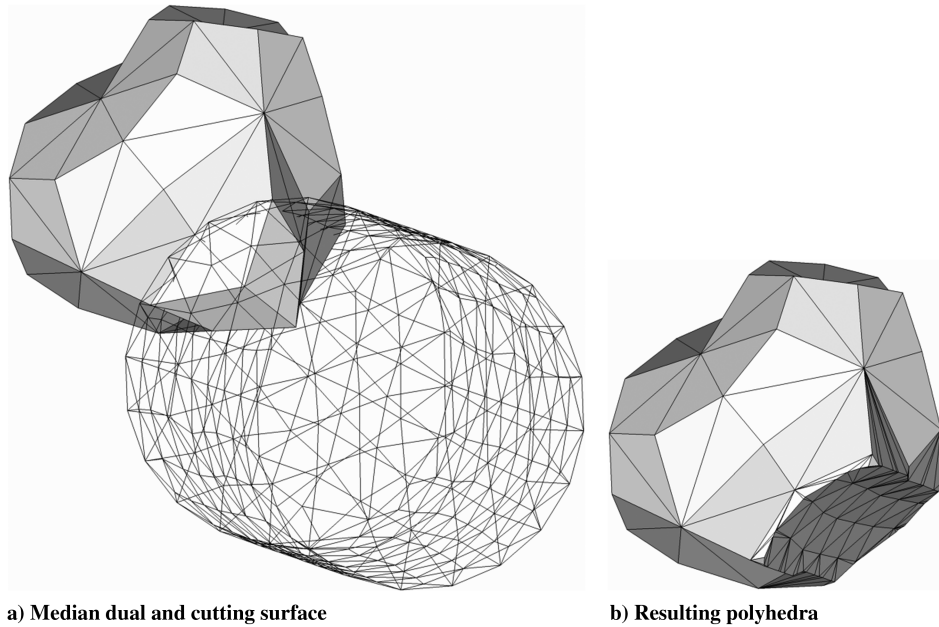 a) Median dual and cutting surface
b) Resulting polyhedra